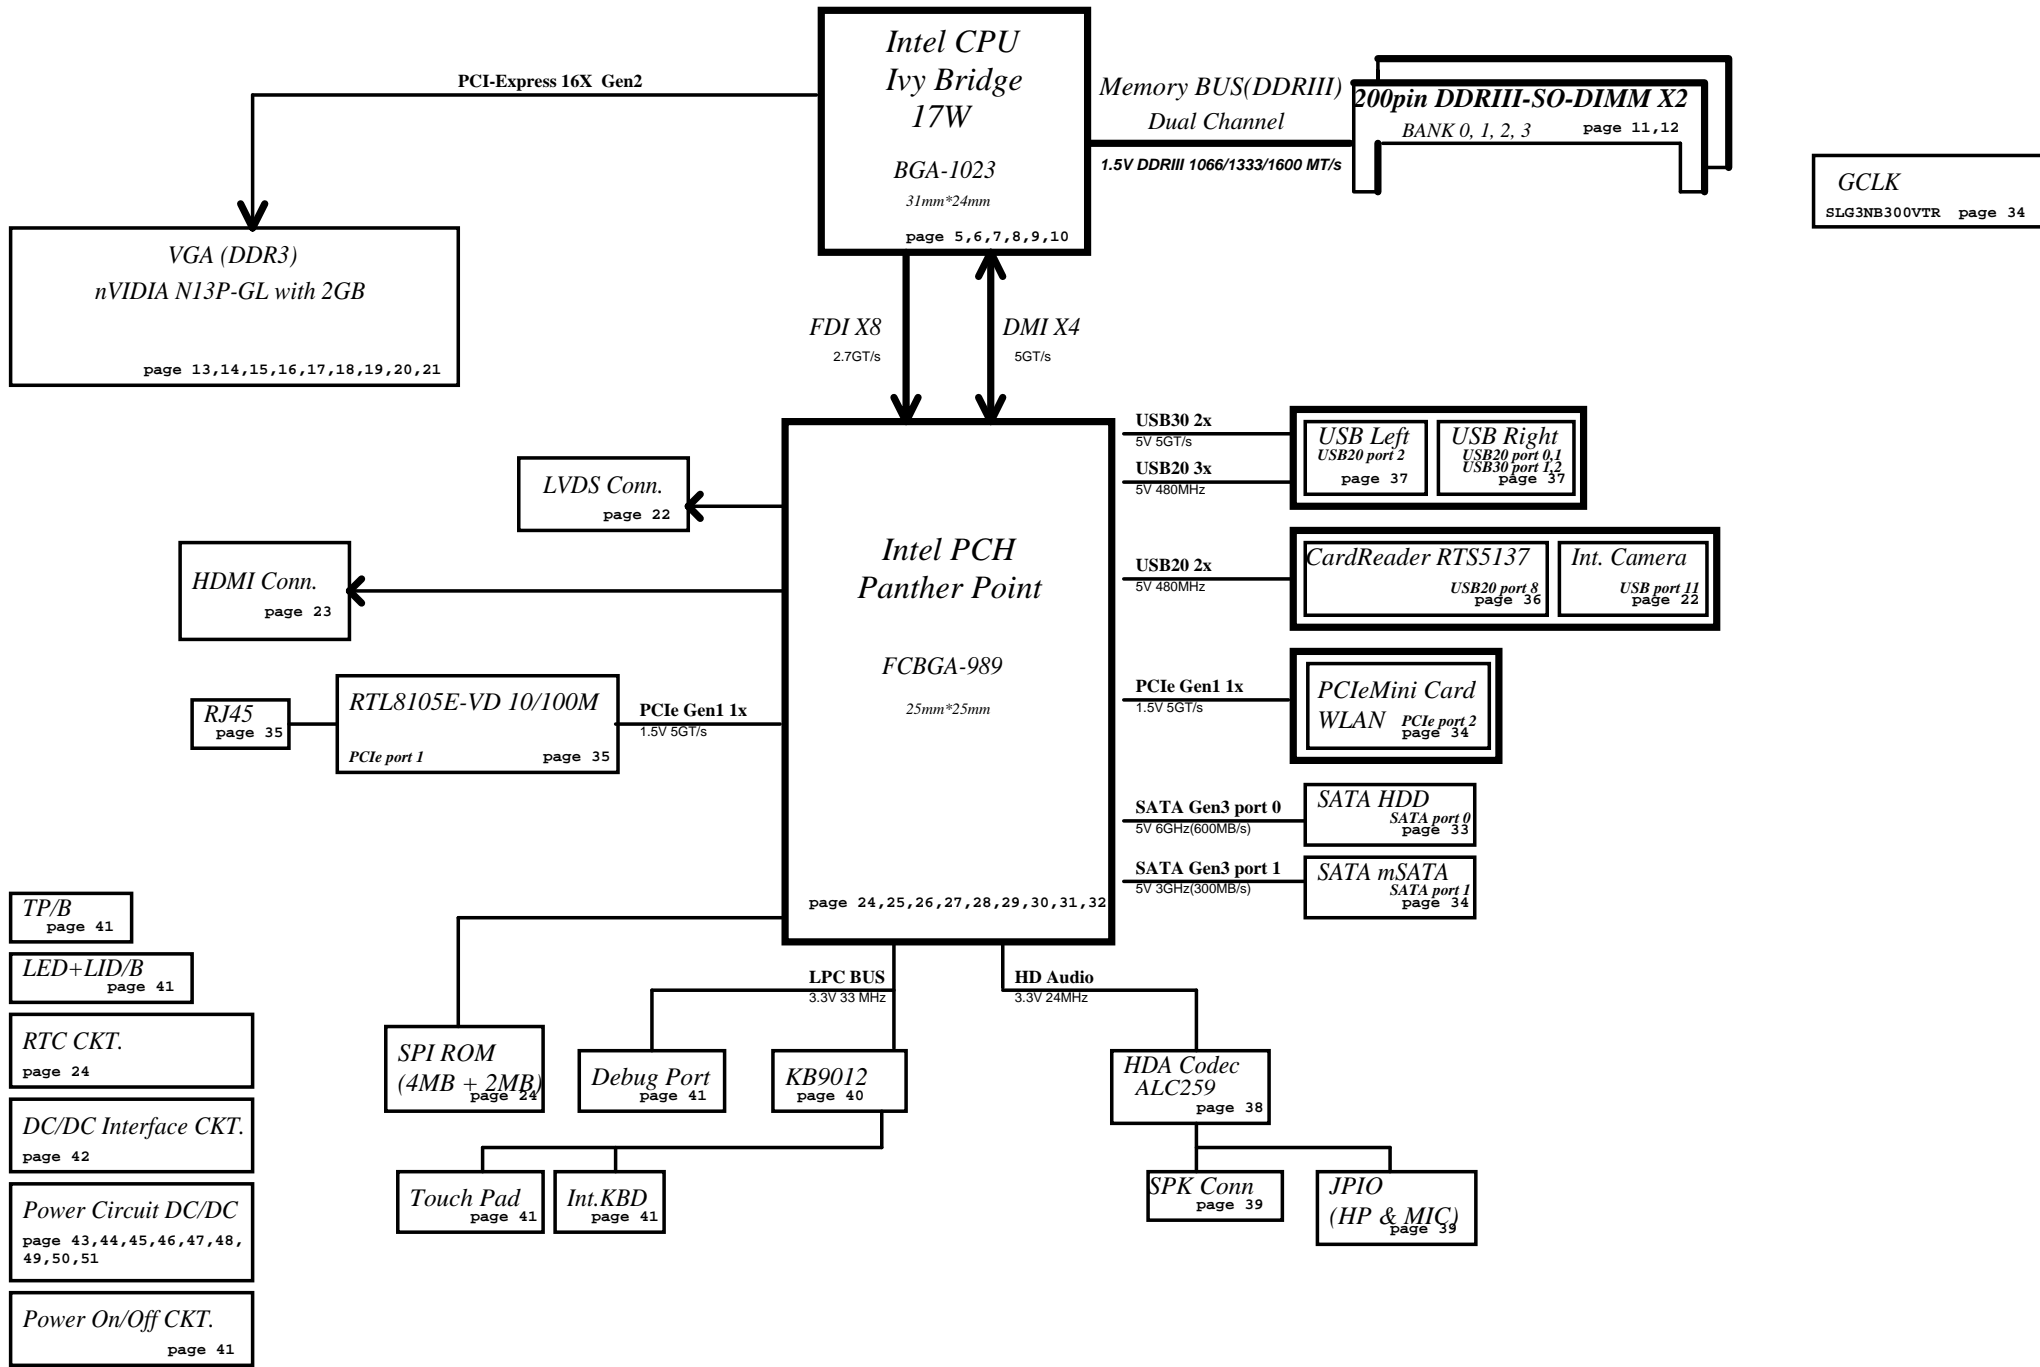 Intel CPU
Ivy Bridge
17W
BGA-1023
31mm*24mm
page 5,6,7,8,9,10
PCI-Express 16X Gen2
Memory BUS(DDRIII)
Dual Channel
1.5V DDRIII 1066/1333/1600 MT/s
200pin DDRIII-SO-DIMM X2
BANK 0, 1, 2, 3 page 11,12
GCLK
SLG3NB300VTR page 34
VGA (DDR3)
nVIDIA N13P-GL with 2GB
page 13,14,15,16,17,18,19,20,21
FDI X8
2.7GT/s
DMI X4
5GT/s
Intel PCH
Panther Point
FCBGA-989
25mm*25mm
page 24,25,26,27,28,29,30,31,32
LVDS Conn.
page 22
HDMI Conn.
page 23
RJ45
page 35
RTL8105E-VD 10/100M
PCIe port 1 page 35
PCIe Gen1 1x
1.5V 5GT/s
USB30 2x
5V 5GT/s
USB20 3x
5V 480MHz
USB Left
USB20 port 2
page 37
USB Right
USB20 port 0,1
USB30 port 1,2
page 37
USB20 2x
5V 480MHz
CardReader RTS5137
USB20 port 8
page 36
Int. Camera
USB port 11
page 22
PCIe Gen1 1x
1.5V 5GT/s
PCIeMini Card
WLAN PCIe port 2
page 34
SATA Gen3 port 0
5V 6GHz(600MB/s)
SATA HDD
SATA port 0
page 33
SATA Gen3 port 1
5V 3GHz(300MB/s)
SATA mSATA
SATA port 1
page 34
TP/B
page 41
LED+LID/B
page 41
RTC CKT.
page 24
DC/DC Interface CKT.
page 42
Power Circuit DC/DC
page 43,44,45,46,47,48,
49,50,51
Power On/Off CKT.
page 41
LPC BUS
3.3V 33 MHz
HD Audio
3.3V 24MHz
SPI ROM
(4MB + 2MB)
page 24
Debug Port
page 41
KB9012
page 40
HDA Codec
ALC259
page 38
Touch Pad
page 41
Int.KBD
page 41
SPK Conn
page 39
JPIO
(HP & MIC)
page 39